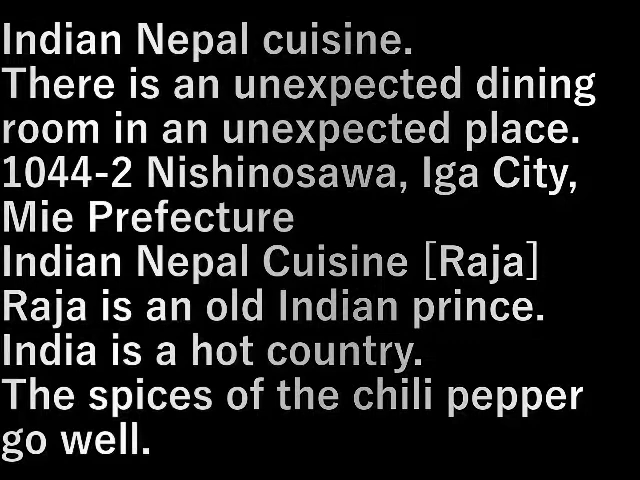 Indian Nepal cuisine.
There is an unexpected dining
room in an unexpected place.
1044-2 Nishinosawa, Iga City,
Mie Prefecture
Indian Nepal Cuisine [Raja]
Raja is an old Indian prince.
India is a hot country.
The spices of the chili pepper
go well.